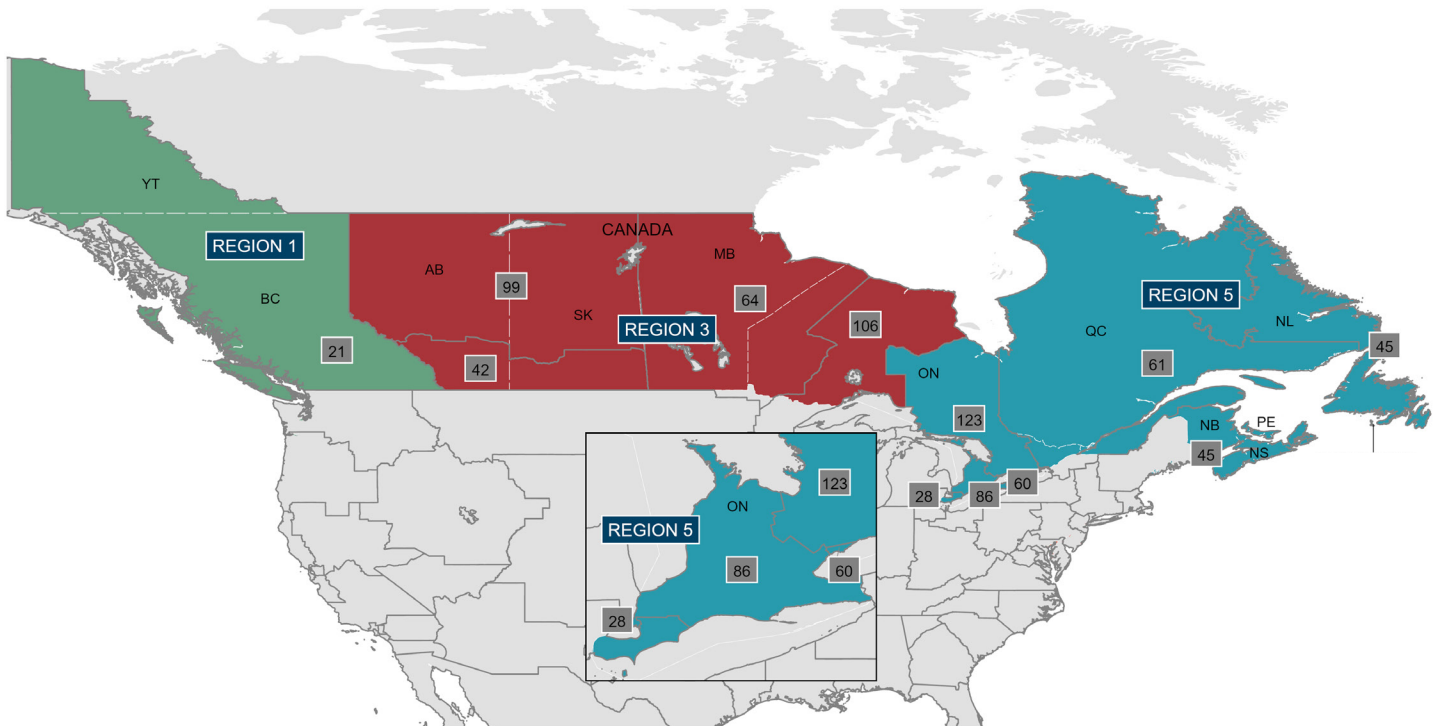 YT
CANADA
REGION 1
MB
AB
99
BC
64
REGION 5
SK
NL
106
REGION 3
QC
21
45
61
42
ON
123
NB
PE
45
NS
60
28
86
123
ON
REGION 5
86
60
28